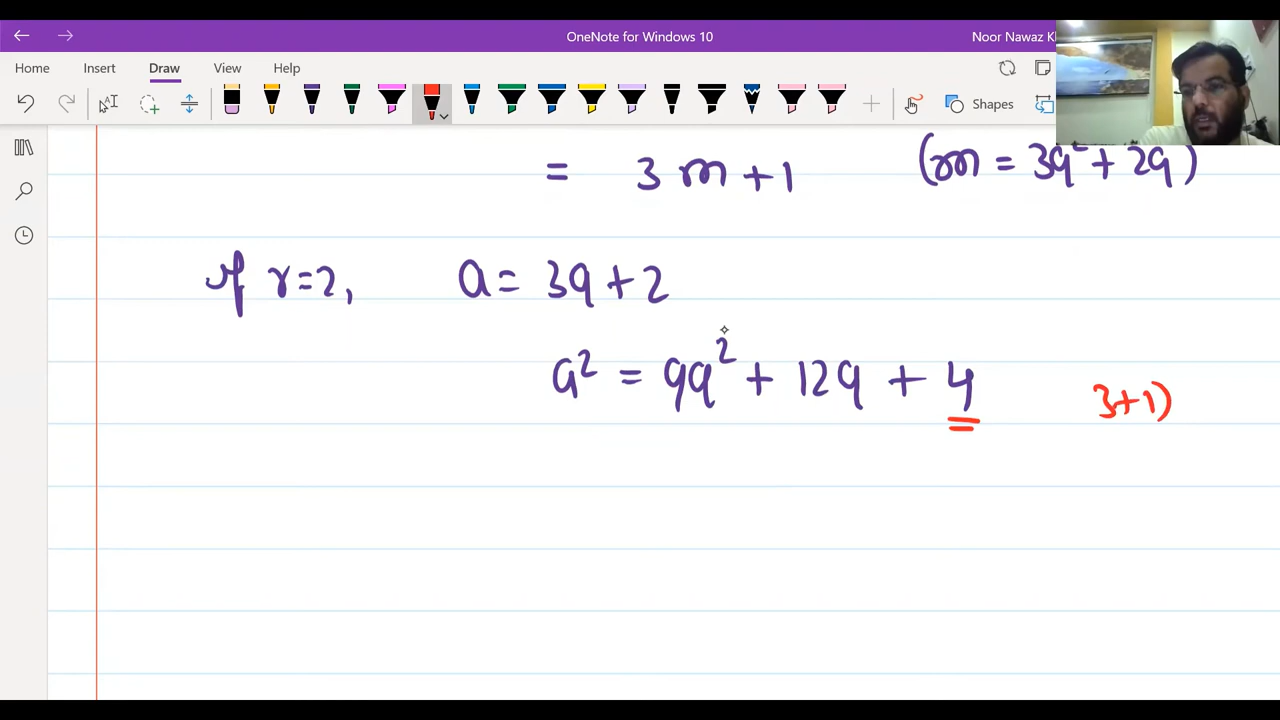 OneNote for Windows 10
Noor Nawaz K
Home Insert Draw View Help
Shapes
= 3m+1 (m = 3q² + 2q)
if r=2, a = 3q+2
a² = 9q² + 12q + 4
3+1)